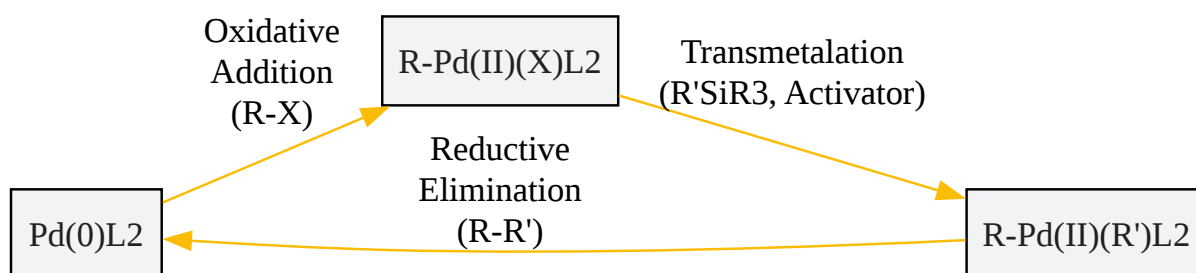 Oxidative
Addition
(R-X)
R-Pd(II)(X)L2
Transmetalation
(R'SiR3, Activator)
Reductive
Elimination
(R-R')
Pd(0)L2
R-Pd(II)(R')L2